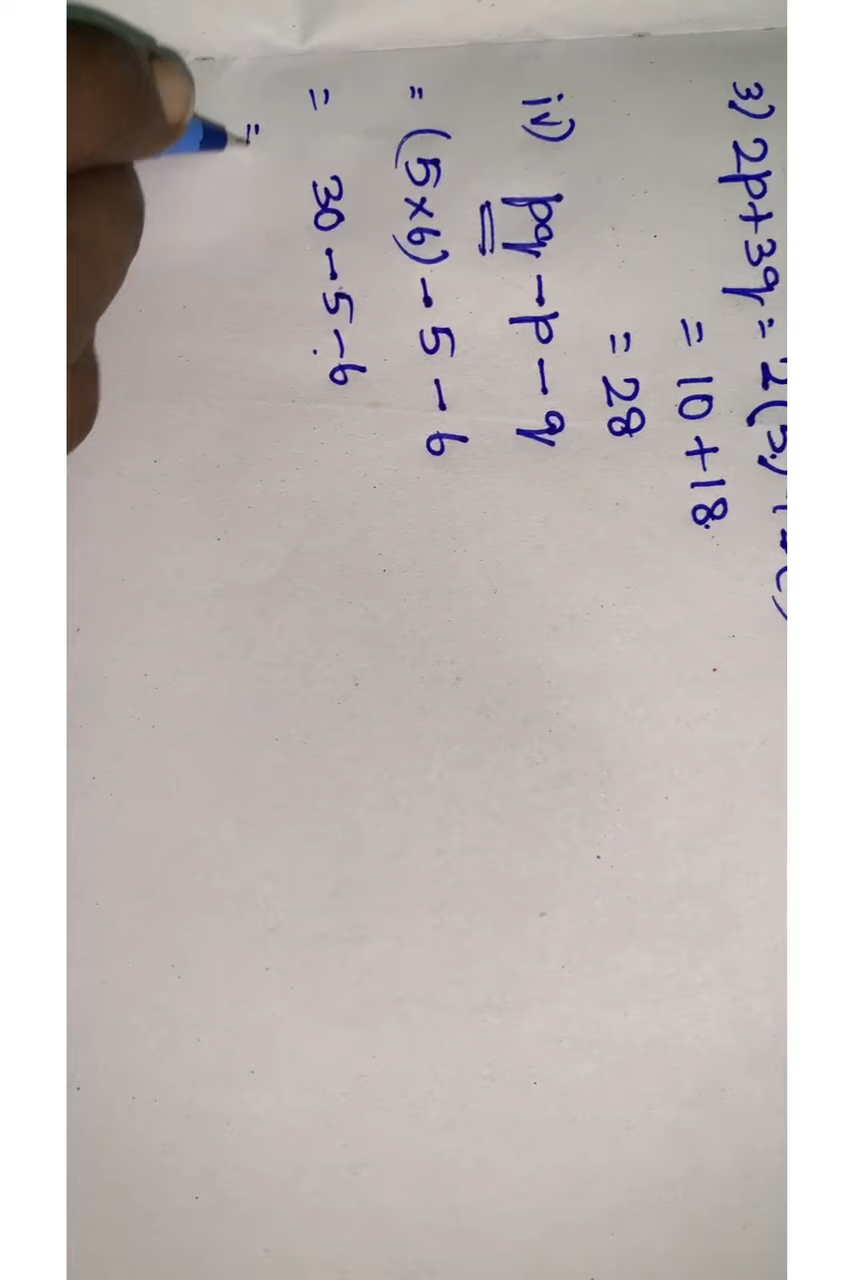 3) 2p+3q = 2(5)
= 10 + 18
= 28
iv) pq - p - q
= (5×6) - 5 - 6
= 30 - 5 - 6
=